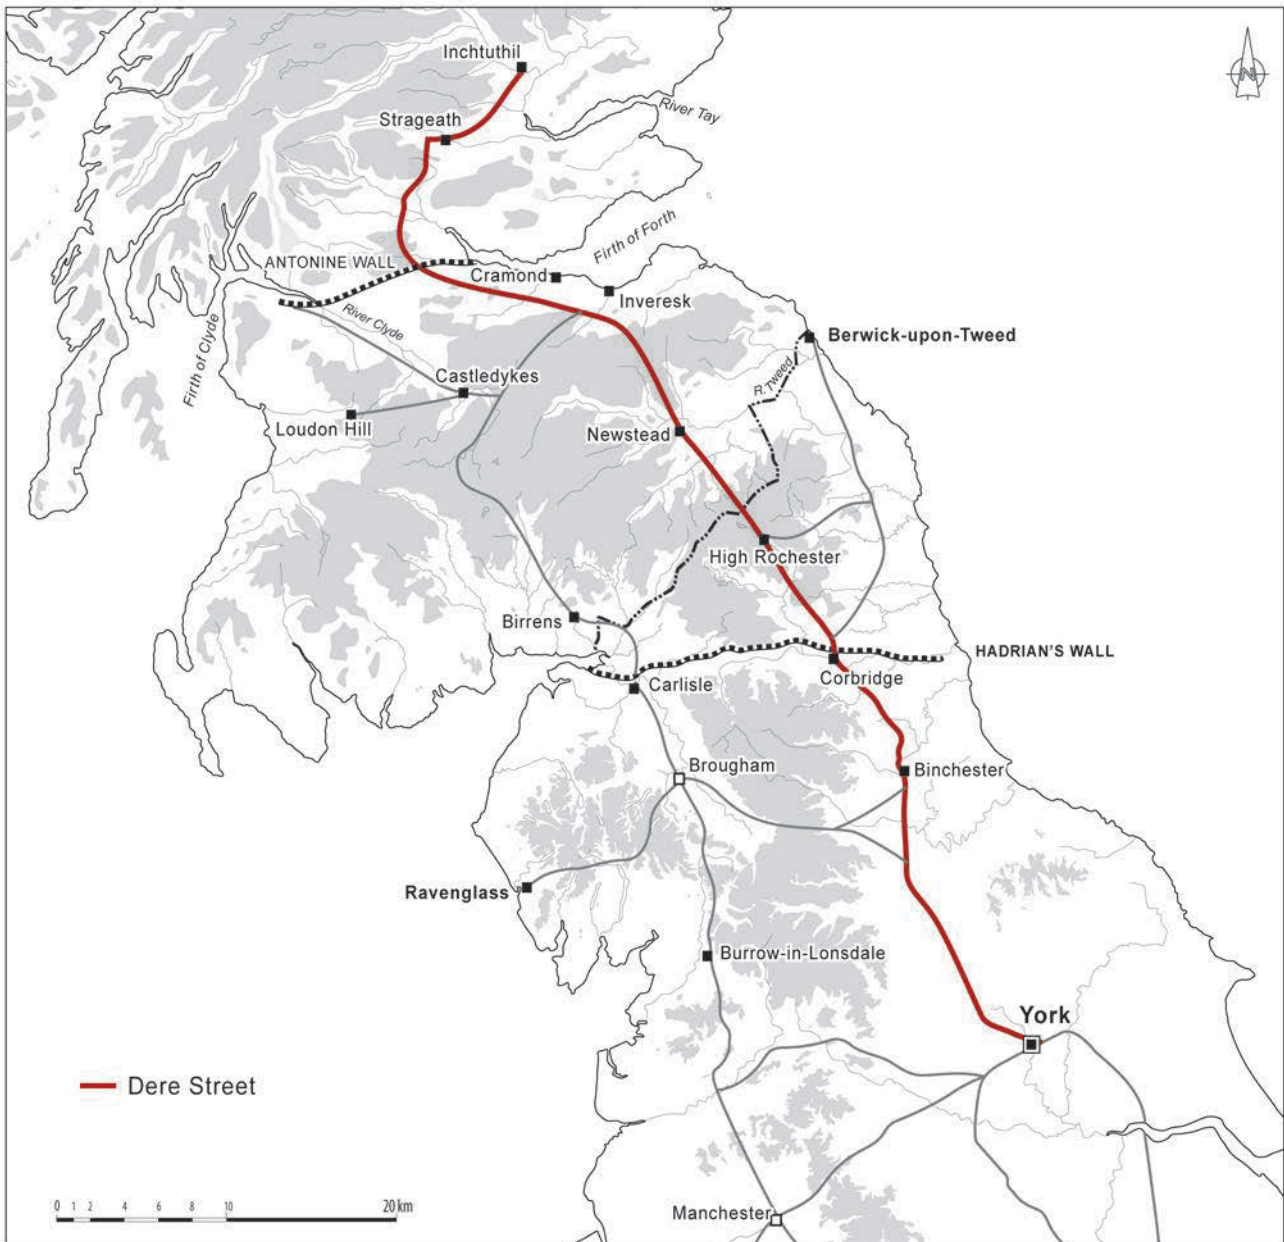 Inchtuthil
N
River Tay
Strageath
Firth of Forth
ANTONINE WALL
Cramond
Inveresk
River Clyde
Firth of Clyde
Berwick-upon-Tweed
R.Tweed
Castledykes
Loudon Hill
Newstead
High Rochester
Birrens
HADRIAN'S WALL
Corbridge
Carlisle
Brougham
Binchester
Ravenglass
Burrow-in-Lonsdale
York
Dere Street
0 1 2 4 6 8 10 20 km
Manchester